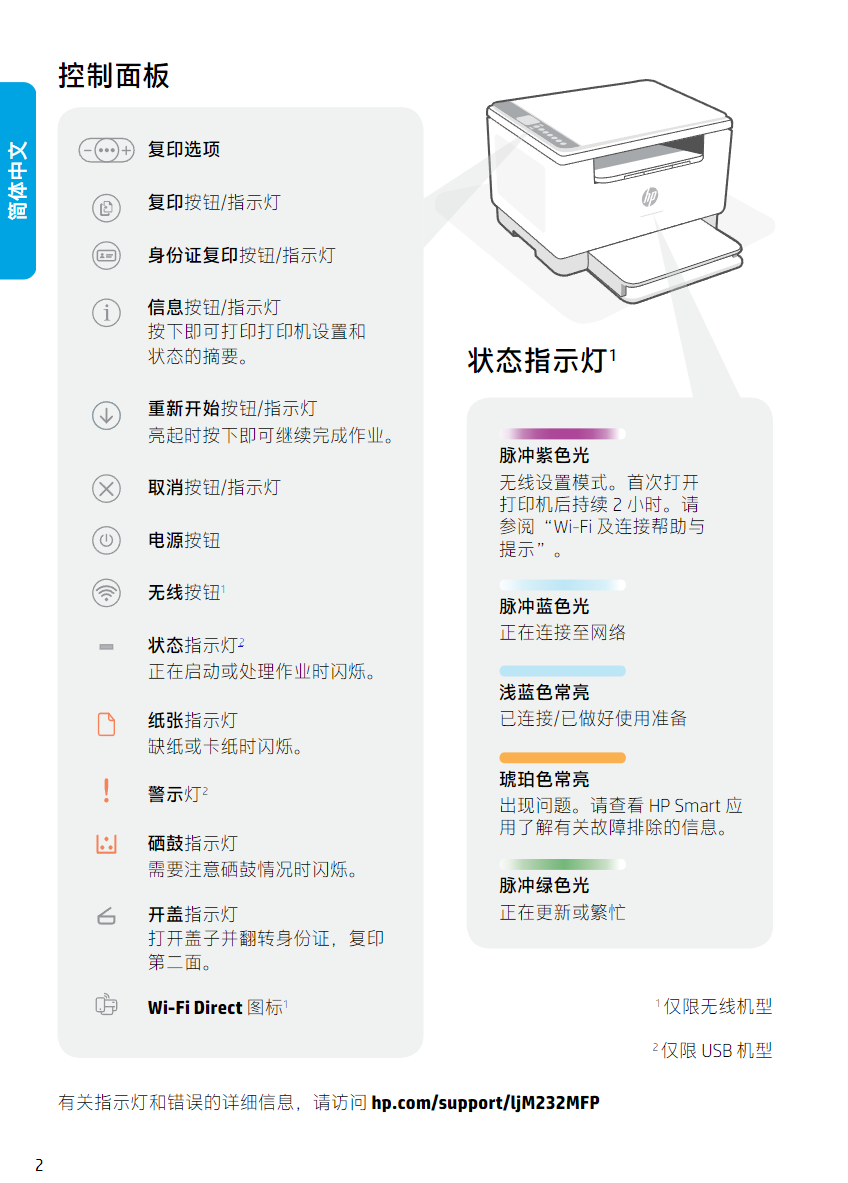 简体中文
控制面板
复印选项
复印按钮/指示灯
身份证复印按钮/指示灯
信息按钮/指示灯
按下即可打印打印机设置和
状态的摘要。
重新开始按钮/指示灯
亮起时按下即可继续完成作业。
取消按钮/指示灯
电源按钮
无线按钮1
状态指示灯2
正在启动或处理作业时闪烁。
纸张指示灯
缺纸或卡纸时闪烁。
警示灯2
硒鼓指示灯
需要注意硒鼓情况时闪烁。
开盖指示灯
打开盖子并翻转身份证，复印
第二面。
Wi-Fi Direct 图标1
hp
状态指示灯1
脉冲紫色光
无线设置模式。首次打开
打印机后持续 2 小时。请
参阅“Wi-Fi 及连接帮助与
提示”。
脉冲蓝色光
正在连接至网络
浅蓝色常亮
已连接/已做好使用准备
琥珀色常亮
出现问题。请查看 HP Smart 应
用了解有关故障排除的信息。
脉冲绿色光
正在更新或繁忙
1 仅限无线机型
2 仅限 USB 机型
有关指示灯和错误的详细信息，请访问 hp.com/support/ljM232MFP
2